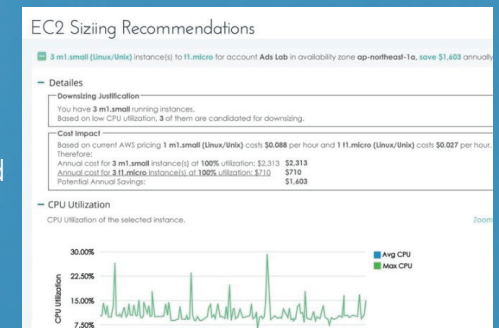 EC2 Siziing Recommendations
3 m1.small (Linux/Unix) instance(s) to t1.micro for account Ads Lab in availability zone ap-northeast-1a, save $1,603 annually
Detailes
Downsizing Justification
You have 3 m1.small running instances.
Based on low CPU utilization, 3 of them are candidated for downsizing.
Cost Impact
Based on current AWS pricing 1 m1.small (Linux/Unix) costs $0.088 per hour and 1 t1.micro (Linux/Unix) costs $0.027 per hour.
Therefore:
Annual cost for 3 m1.small instance(s) at 100% utilization: $2,313 $2,313
Annual cost for 3 t1.micro instance(s) at 100% utilization: $710 $710
Potential Annual Savings: $1,603
CPU Utilization
CPU Utilization of the selected instance.
Zoom
30.00%
22.50%
15.00%
7.50%
CPU Utilization
Avg CPU
Max CPU